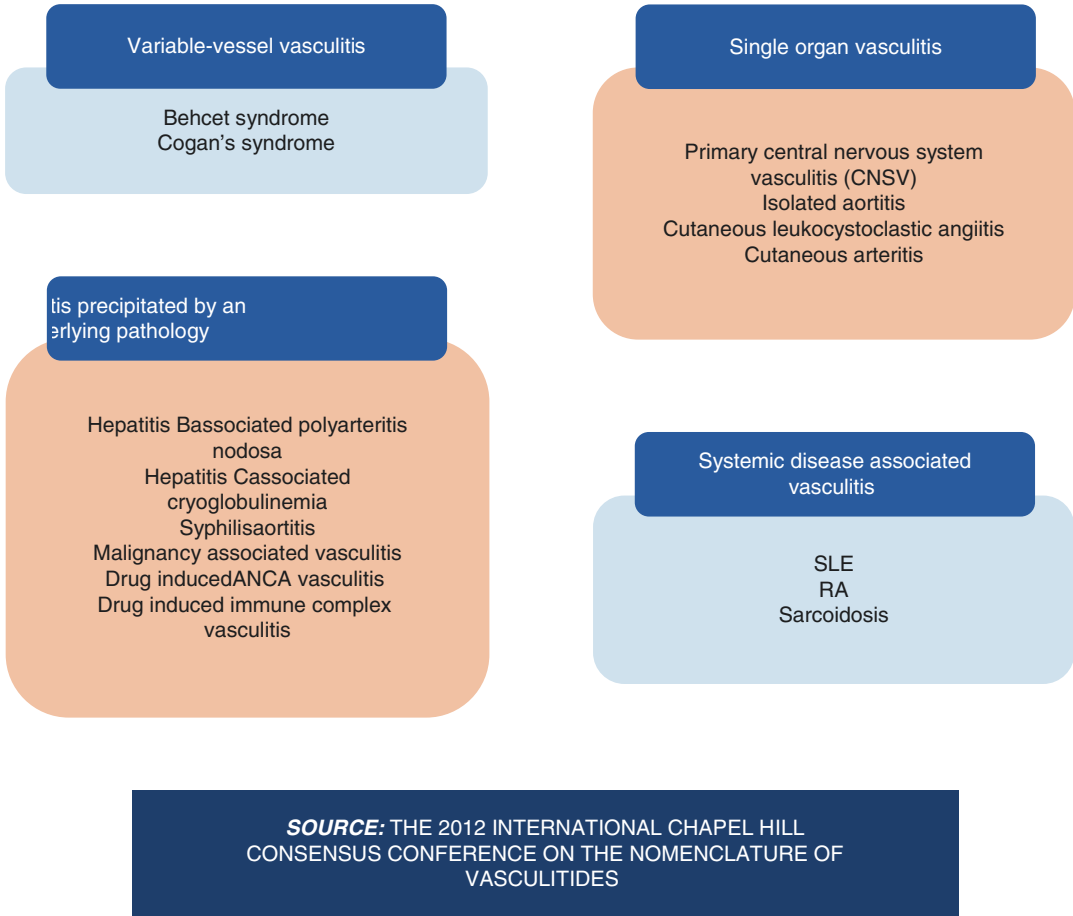 Variable-vessel vasculitis
Behcet syndrome
Cogan's syndrome
Single organ vasculitis
Primary central nervous system
vasculitis (CNSV)
Isolated aortitis
Cutaneous leukocystoclastic angiitis
Cutaneous arteritis
tis precipitated by an
erlying pathology
Hepatitis Bassociated polyarteritis
nodosa
Hepatitis Cassociated
cryoglobulinemia
Syphilisaortitis
Malignancy associated vasculitis
Drug inducedANCA vasculitis
Drug induced immune complex
vasculitis
Systemic disease associated
vasculitis
SLE
RA
Sarcoidosis
SOURCE: THE 2012 INTERNATIONAL CHAPEL HILL
CONSENSUS CONFERENCE ON THE NOMENCLATURE OF
VASCULITIDES